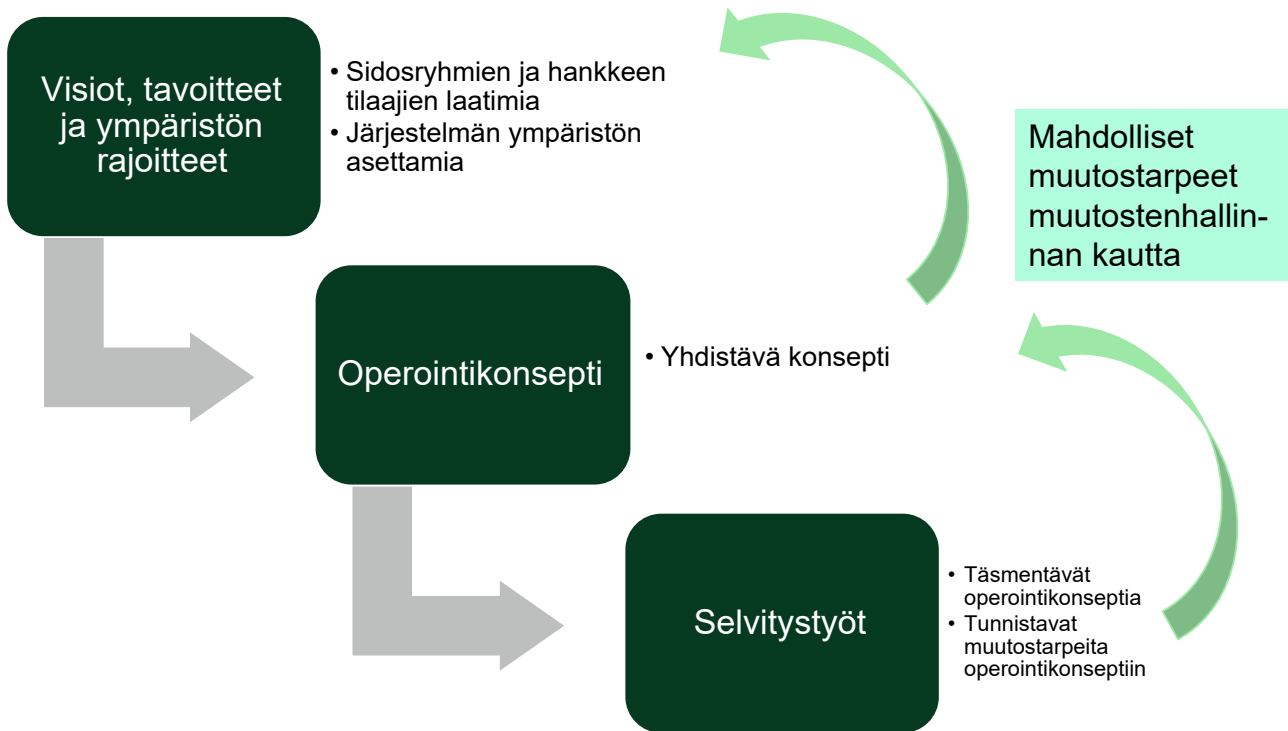 Visiot, tavoitteet
ja ympäristön
rajoitteet
• Sidosryhmien ja hankkeen
tilaajien laatimia
• Järjestelmän ympäristön
asettamia
Mahdolliset
muutostarpeet
muutostenhallin-
nan kautta
Operointikonsepti
• Yhdistävä konsepti
Selvitystyöt
• Täsmentävät
operointikonseptia
• Tunnistavat
muutostarpeita
operointikonseptiin